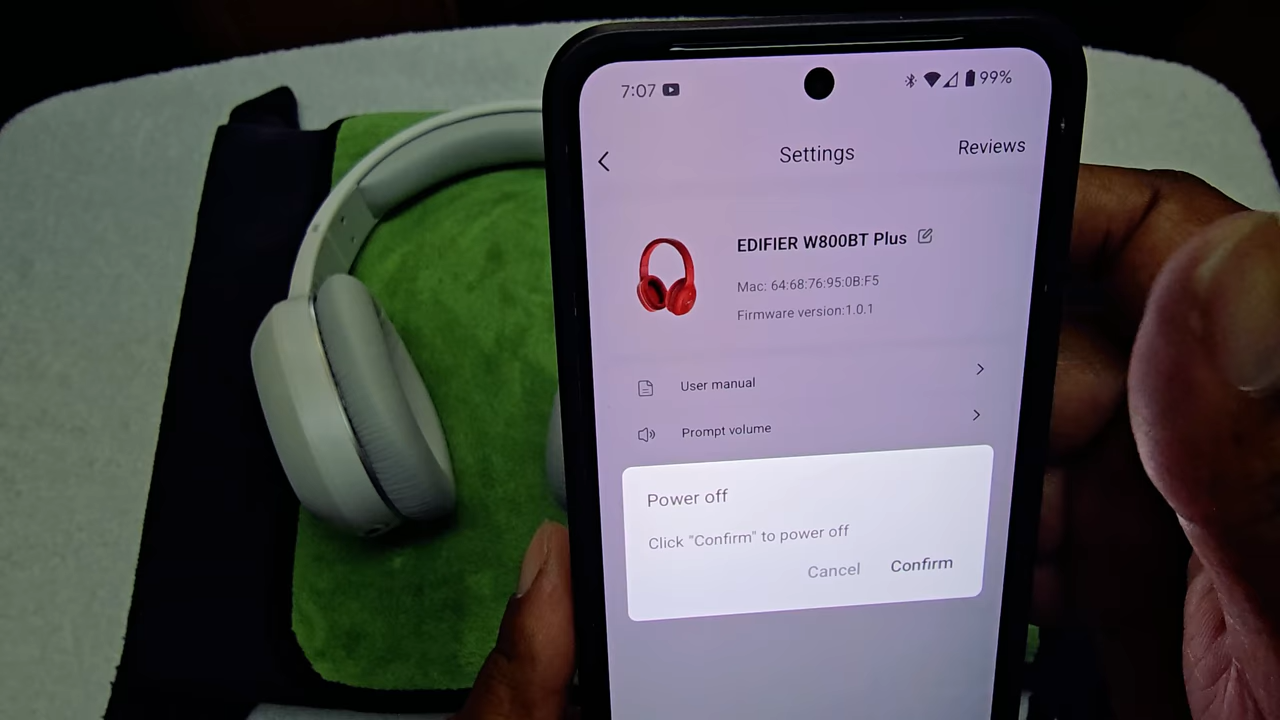 7:07
99%
Settings
Reviews
EDIFIER W800BT Plus
Mac: 64:68:76:95:0B:F5
Firmware version:1.0.1
User manual
Prompt volume
Power off
Click "Confirm" to power off
Cancel
Confirm